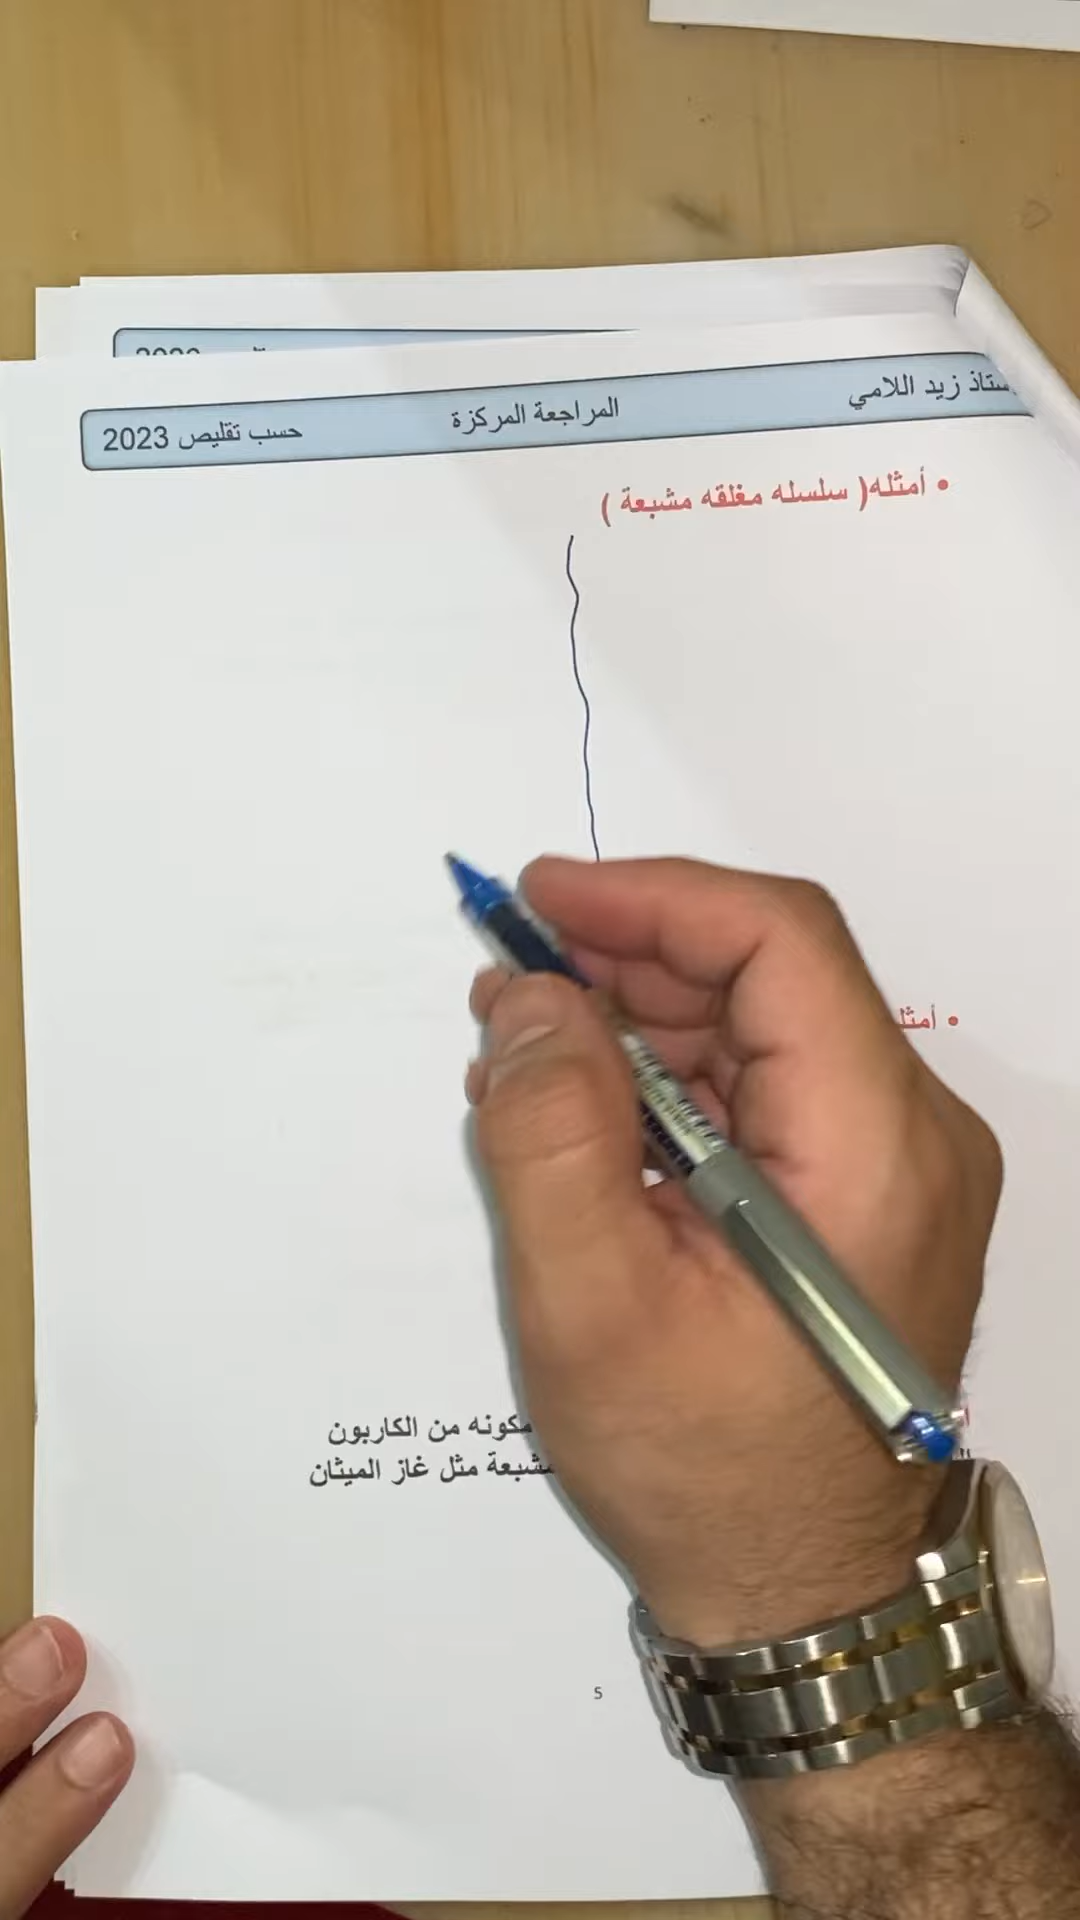 زيد اللامي المراجعة المركزة حسب تقليص 2023
• أمثله( سلسله مغلقه مشبعة )
•
مكونه من الكاربون
مشبعة مثل غاز الميثان
5